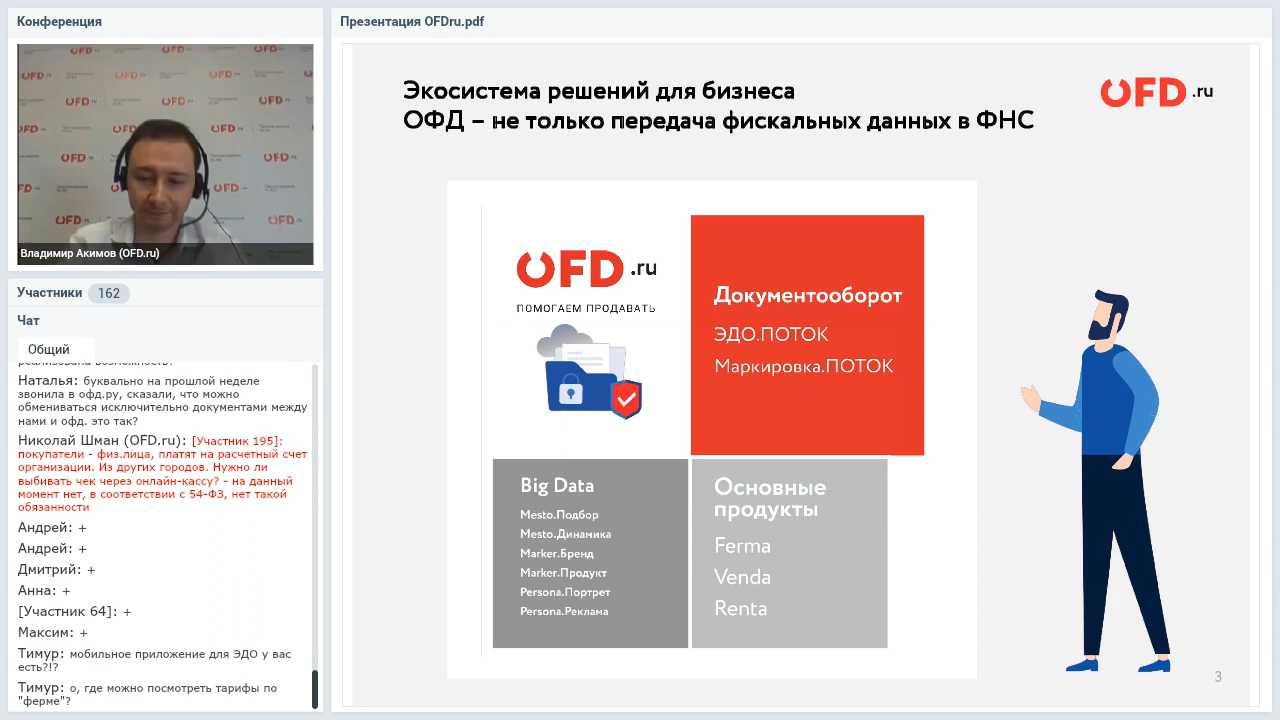 Конференция
Владимир Акимов (OFD.ru)
Участники 162
Чат
Общий
Наталья: буквально на прошлой неделе
звонила в офд.ру, сказали, что можно
обмениваться исключительно документами между
нами и офд. это так?
Николай Шман (OFD.ru): [Участник 195]:
покупатели - физ.лица, платят на расчетный счет
организации. Из других городов. Нужно ли
выбивать чек через онлайн-кассу? - на данный
момент нет, в соответствии с 54-ФЗ, нет такой
обязанности
Андрей: +
Андрей: +
Дмитрий: +
Анна: +
[Участник 64]: +
Максим: +
Тимур: мобильное приложение для ЭДО у вас
есть?!?
Тимур: о, где можно посмотреть тарифы по
"ферме"?
Презентация OFDru.pdf
Экосистема решений для бизнеса
ОФД – не только передача фискальных данных в ФНС
OFD.ru
OFD.ru
ПОМОГАЕМ ПРОДАВАТЬ
Документооборот
ЭДО.ПОТОК
Маркировка.ПОТОК
Big Data
Mesto.Подбор
Mesto.Динамика
Marker.Бренд
Marker.Продукт
Persona.Портрет
Persona.Реклама
Основные
продукты
Ferma
Venda
Renta
3